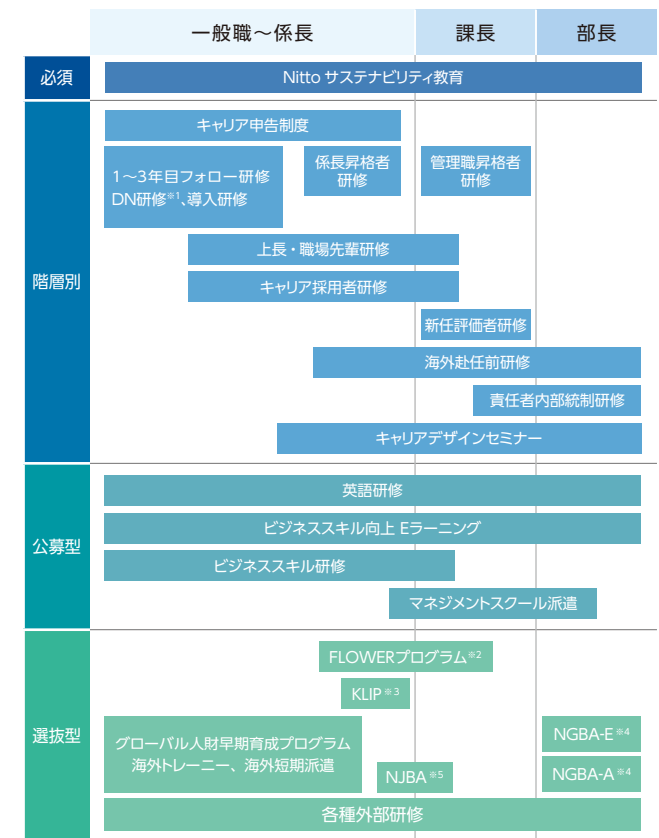 一般職～係長
課長
部長
必須
Nitto サステナビリティ教育
階層別
キャリア申告制度
1～3年目フォロー研修
DN研修※1、導入研修
係長昇格者
研修
管理職昇格者
研修
上長・職場先輩研修
キャリア採用者研修
新任評価者研修
海外赴任前研修
責任者内部統制研修
キャリアデザインセミナー
公募型
英語研修
ビジネススキル向上 Eラーニング
ビジネススキル研修
マネジメントスクール派遣
選抜型
FLOWERプログラム※2
KLIP※3
グローバル人財早期育成プログラム
海外トレーニー、海外短期派遣
NJBA※5
NGBA-E※4
NGBA-A※4
各種外部研修